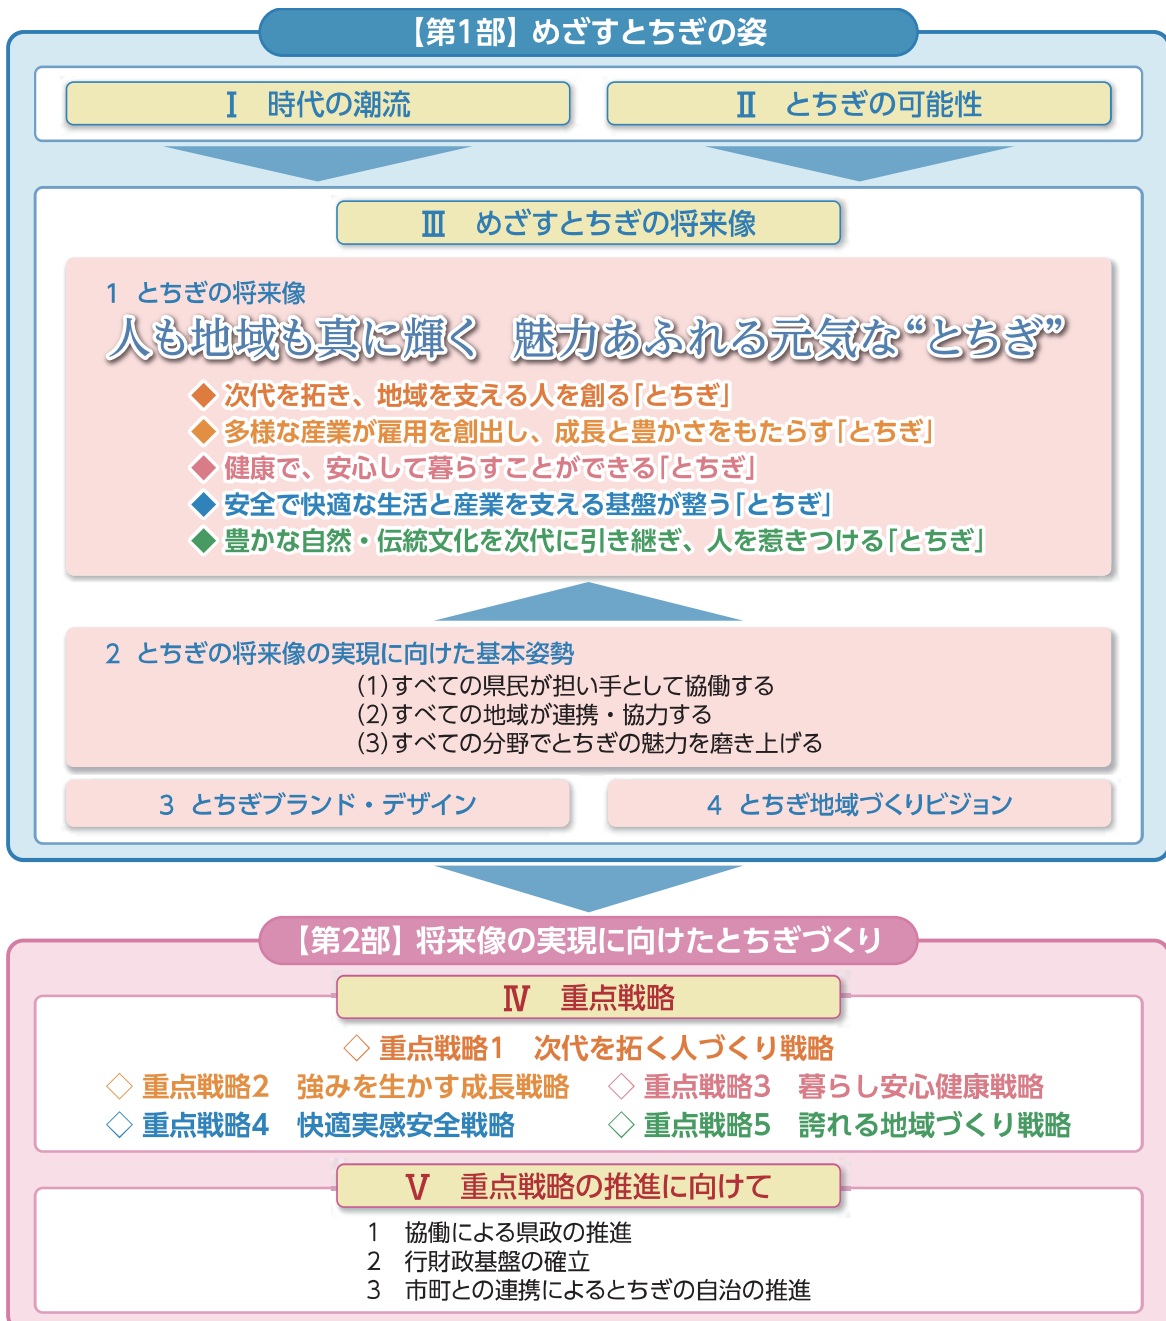 【第1部】めざすとちぎの姿
Ⅰ　時代の潮流
Ⅱ　とちぎの可能性
Ⅲ　めざすとちぎの将来像
1 とちぎの将来像
人も地域も真に輝く　魅力あふれる元気な“とちぎ”
◆ 次代を拓き、地域を支える人を創る「とちぎ」
◆ 多様な産業が雇用を創出し、成長と豊かさをもたらす「とちぎ」
◆ 健康で、安心して暮らすことができる「とちぎ」
◆ 安全で快適な生活と産業を支える基盤が整う「とちぎ」
◆ 豊かな自然・伝統文化を次代に引き継ぎ、人を惹きつける「とちぎ」
2 とちぎの将来像の実現に向けた基本姿勢
(1)すべての県民が担い手として協働する
(2)すべての地域が連携・協力する
(3)すべての分野でとちぎの魅力を磨き上げる
3 とちぎブランド・デザイン
4 とちぎ地域づくりビジョン
【第2部】将来像の実現に向けたとちぎづくり
Ⅳ　重点戦略
◇ 重点戦略1　次代を拓く人づくり戦略
◇ 重点戦略2　強みを生かす成長戦略
◇ 重点戦略3　暮らし安心健康戦略
◇ 重点戦略4　快適実感安全戦略
◇ 重点戦略5　誇れる地域づくり戦略
Ⅴ　重点戦略の推進に向けて
1　協働による県政の推進
2　行財政基盤の確立
3　市町との連携によるとちぎの自治の推進